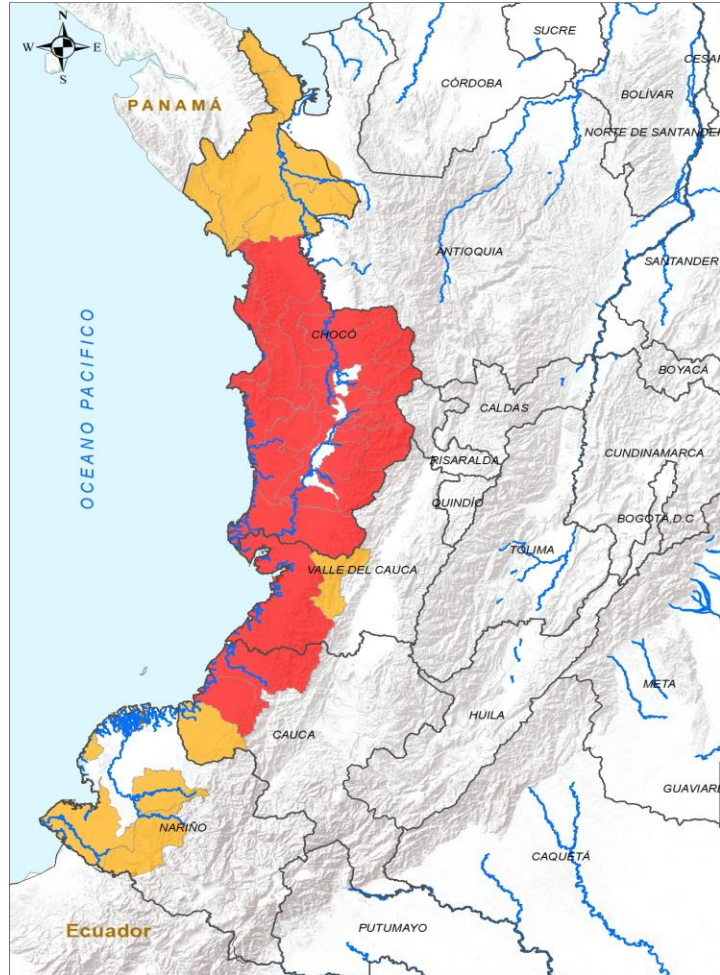 SUCRE
N
W E
S
CESAR
CÓRDOBA
BOLÍVAR
PANAMÁ
NORTE DE SANTANDER
ANTIOQUIA
SANTANDER
OCEANO PACIFICO
CHOCÓ
BOYACÁ
CALDAS
CUNDINAMARCA
RISARALDA
QUINDÍO
BOGOTÁ, D.C
TOLIMA
VALLE DEL CAUCA
META
HUILA
CAUCA
GUAVIARE
NARIÑO
CAQUETÁ
Ecuador
PUTUMAYO